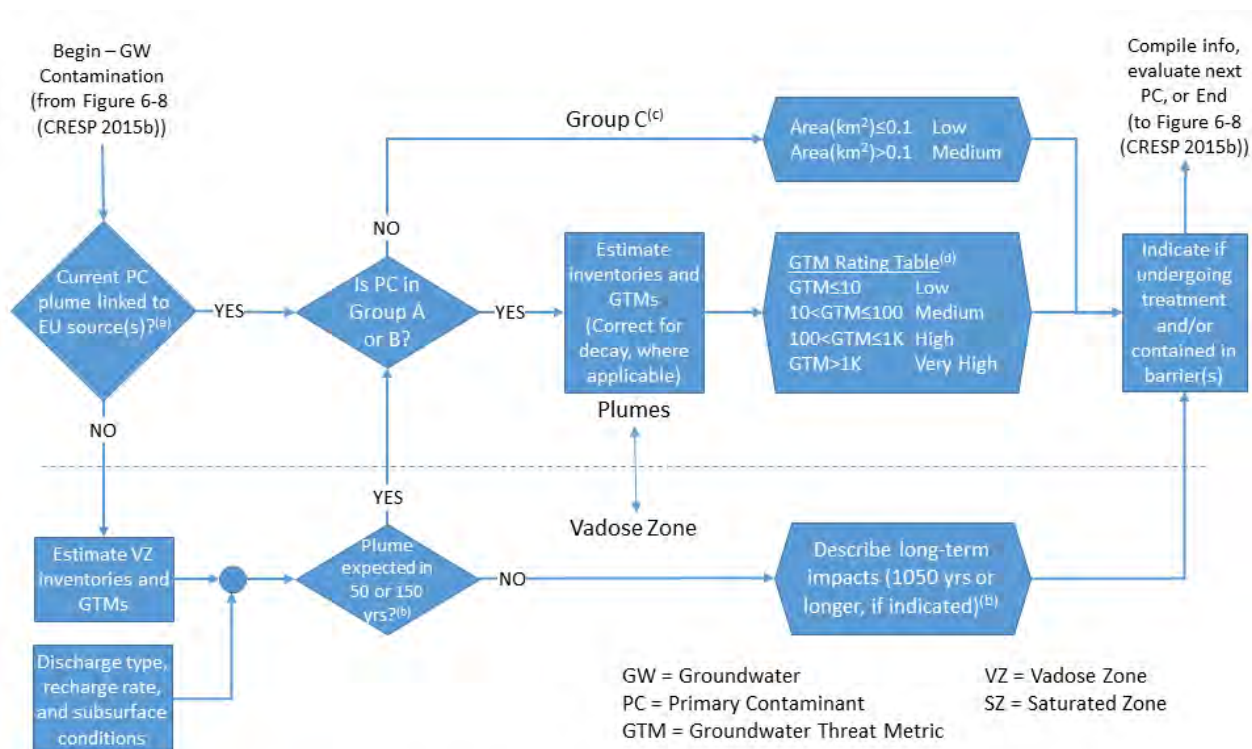 Begin – GW
Contamination
(from Figure 6-8
(CRESP 2015b))
Compile info,
evaluate next
PC, or End
(to Figure 6-8
(CRESP 2015b))
Group C(c)
Area(km²)≤0.1 Low
Area(km²)>0.1 Medium
NO
Current PC
plume linked to
EU source(s)?(a)
YES
Is PC in
Group A
or B?
YES
Estimate
inventories and
GTMs
(Correct for
decay, where
applicable)
GTM Rating Table(d)
GTM≤10 Low
10<GTM≤100 Medium
100<GTM≤1K High
GTM>1K Very High
Indicate if
undergoing
treatment
and/or
contained in
barrier(s)
Plumes
NO
YES
Vadose Zone
Estimate VZ
inventories and
GTMs
Plume
expected in
50 or 150
yrs?(b)
NO
Describe long-term
impacts (1050 yrs or
longer, if indicated)(b)
Discharge type,
recharge rate,
and subsurface
conditions
GW = Groundwater
PC = Primary Contaminant
GTM = Groundwater Threat Metric
VZ = Vadose Zone
SZ = Saturated Zone